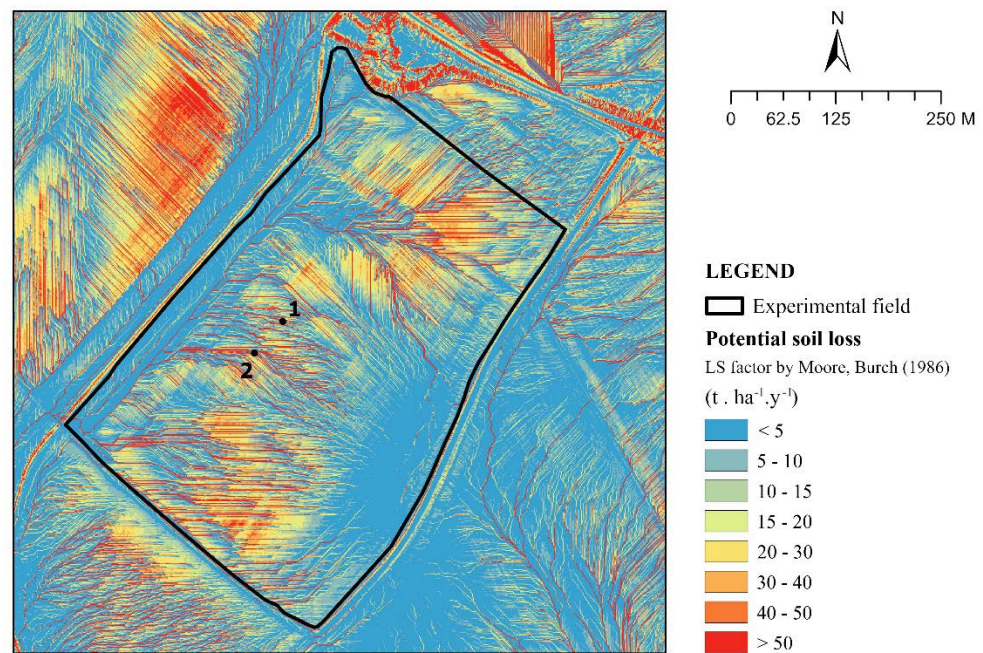 N
0 62.5 125 250 M
1
2
LEGEND
Experimental field
Potential soil loss
LS factor by Moore, Burch (1986)
(t . ha⁻¹.y⁻¹)
< 5
5 - 10
10 - 15
15 - 20
20 - 30
30 - 40
40 - 50
> 50